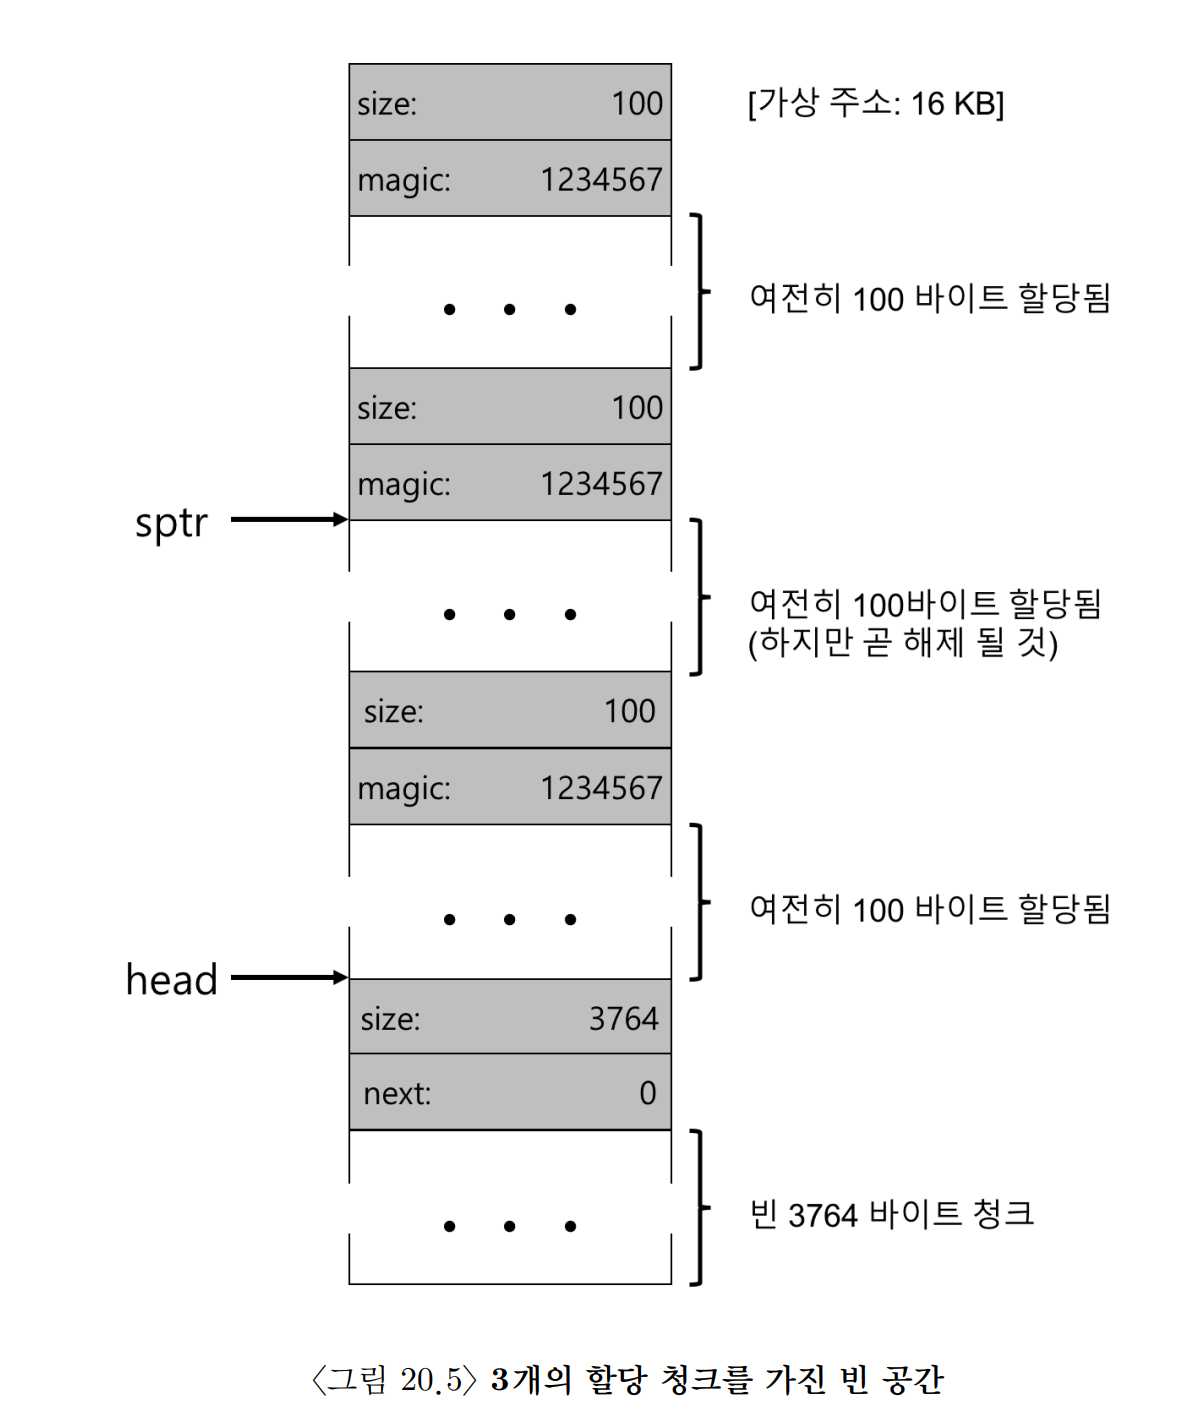 size: 100 [가상 주소: 16 KB]
magic: 1234567
여전히 100 바이트 할당됨
size: 100
magic: 1234567
sptr
여전히 100바이트 할당됨
(하지만 곧 해제 될 것)
size: 100
magic: 1234567
여전히 100 바이트 할당됨
head
size: 3764
next: 0
빈 3764 바이트 청크
〈그림 20.5〉 3개의 할당 청크를 가진 빈 공간